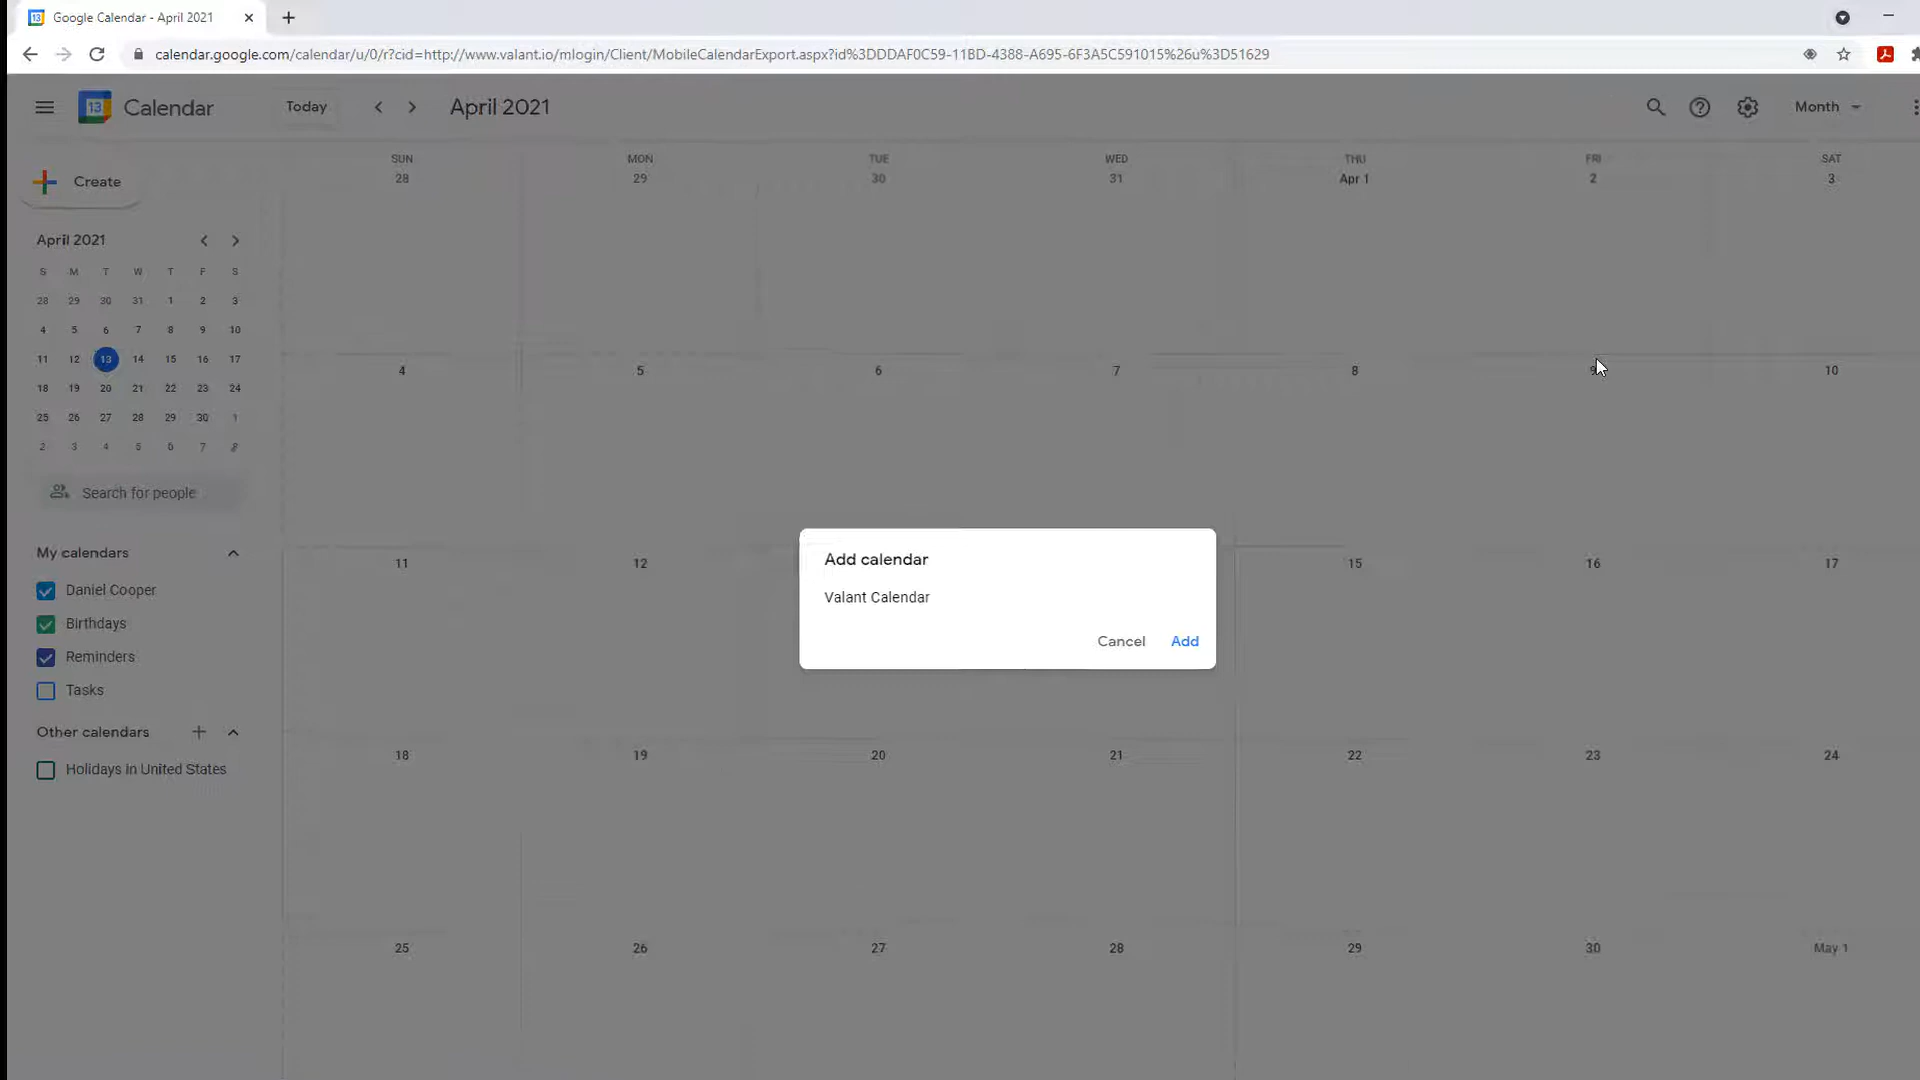 Google Calendar - April 2021
calendar.google.com/calendar/u/0/r?cid=http://www.valant.io/mlogin/Client/MobileCalendarExport.aspx?id%3DDDAF0C59-11BD-4388-A695-6F3A5C591015%26u%3D51629
13 Calendar Today April 2021 Month
SUN MON TUE WED THU FRI SAT
28 29 30 31 Apr 1 2 3
Create
April 2021
S M T W T F S
28 29 30 31 1 2 3
4 5 6 7 8 9 10
11 12 13 14 15 16 17
18 19 20 21 22 23 24
25 26 27 28 29 30 1
2 3 4 5 6 7 8
Search for people
My calendars
Daniel Cooper
Birthdays
Reminders
Tasks
Other calendars
Holidays in United States
4 5 6 7 8 9 10
11 12 15 16 17
Add calendar
Valant Calendar
Cancel Add
18 19 20 21 22 23 24
25 26 27 28 29 30 May 1